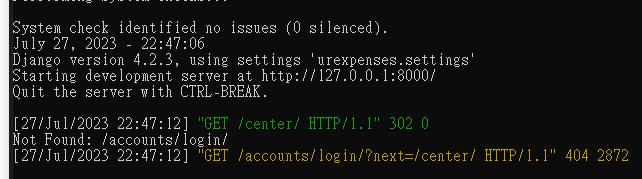 System check identified no issues (0 silenced).
July 27, 2023 - 22:47:06
Django version 4.2.3, using settings 'urexpenses.settings'
Starting development server at http://127.0.0.1:8000/
Quit the server with CTRL-BREAK.
[27/Jul/2023 22:47:12] "GET /center/ HTTP/1.1" 302 0
Not Found: /accounts/login/
[27/Jul/2023 22:47:12] "GET /accounts/login/?next=/center/ HTTP/1.1" 404 2872